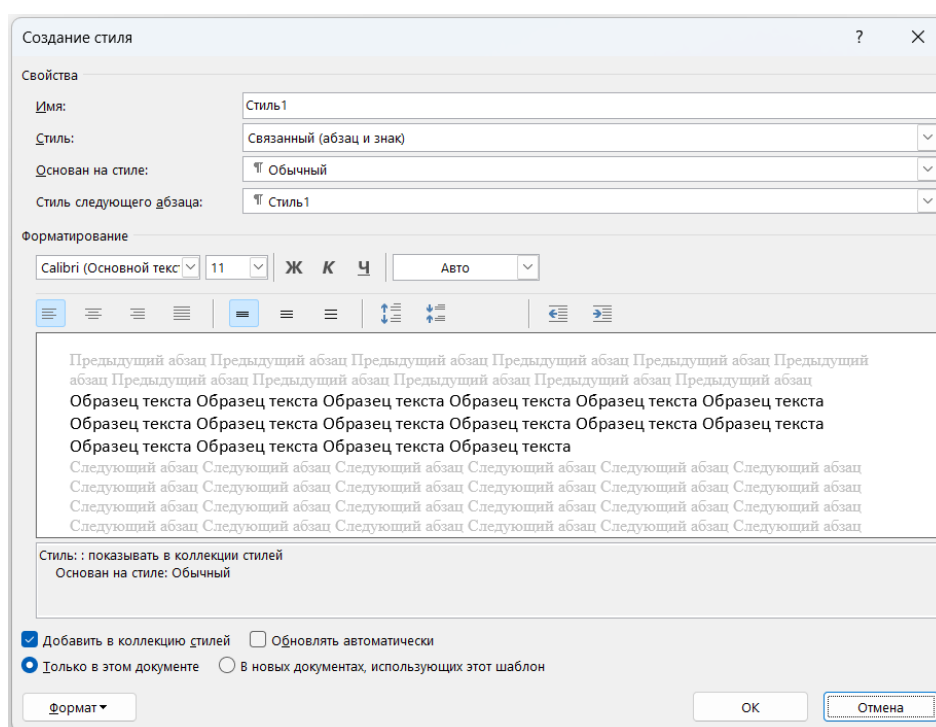 Создание стиля ?
Свойства
Имя: Стиль1
Стиль: Связанный (абзац и знак)
Основан на стиле: ¶ Обычный
Стиль следующего абзаца: ¶ Стиль1
Форматирование
Calibri (Основной текс 11 Ж К Ч Авто
Предыдущий абзац Предыдущий абзац Предыдущий абзац Предыдущий абзац Предыдущий абзац Предыдущий
абзац Предыдущий абзац Предыдущий абзац Предыдущий абзац Предыдущий абзац Предыдущий абзац
Образец текста Образец текста Образец текста Образец текста Образец текста Образец текста
Образец текста Образец текста Образец текста Образец текста Образец текста Образец текста
Образец текста Образец текста Образец текста Образец текста
Следующий абзац Следующий абзац Следующий абзац Следующий абзац Следующий абзац Следующий абзац
Следующий абзац Следующий абзац Следующий абзац Следующий абзац Следующий абзац Следующий абзац
Следующий абзац Следующий абзац Следующий абзац Следующий абзац Следующий абзац Следующий абзац
Следующий абзац Следующий абзац Следующий абзац Следующий абзац Следующий абзац Следующий абзац
Стиль: : показывать в коллекции стилей
Основан на стиле: Обычный
Добавить в коллекцию стилей Обновлять автоматически
Только в этом документе В новых документах, использующих этот шаблон
Формат ОК Отмена